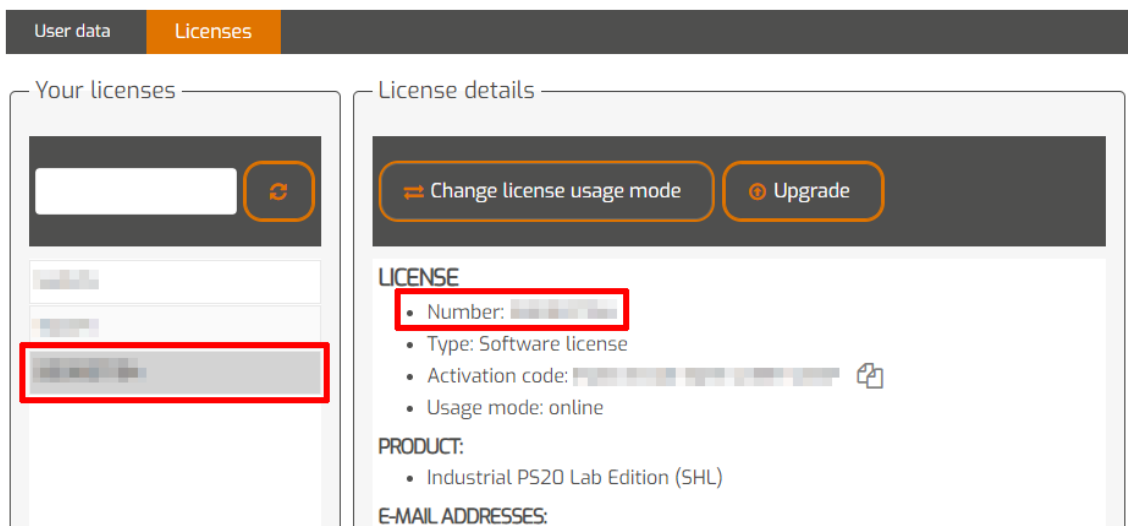 User data
Licenses
Your licenses
License details
Change license usage mode
Upgrade
LICENSE
Number:
Type: Software license
Activation code:
Usage mode: online
PRODUCT:
Industrial PS20 Lab Edition (SHL)
E-MAIL ADDRESSES: